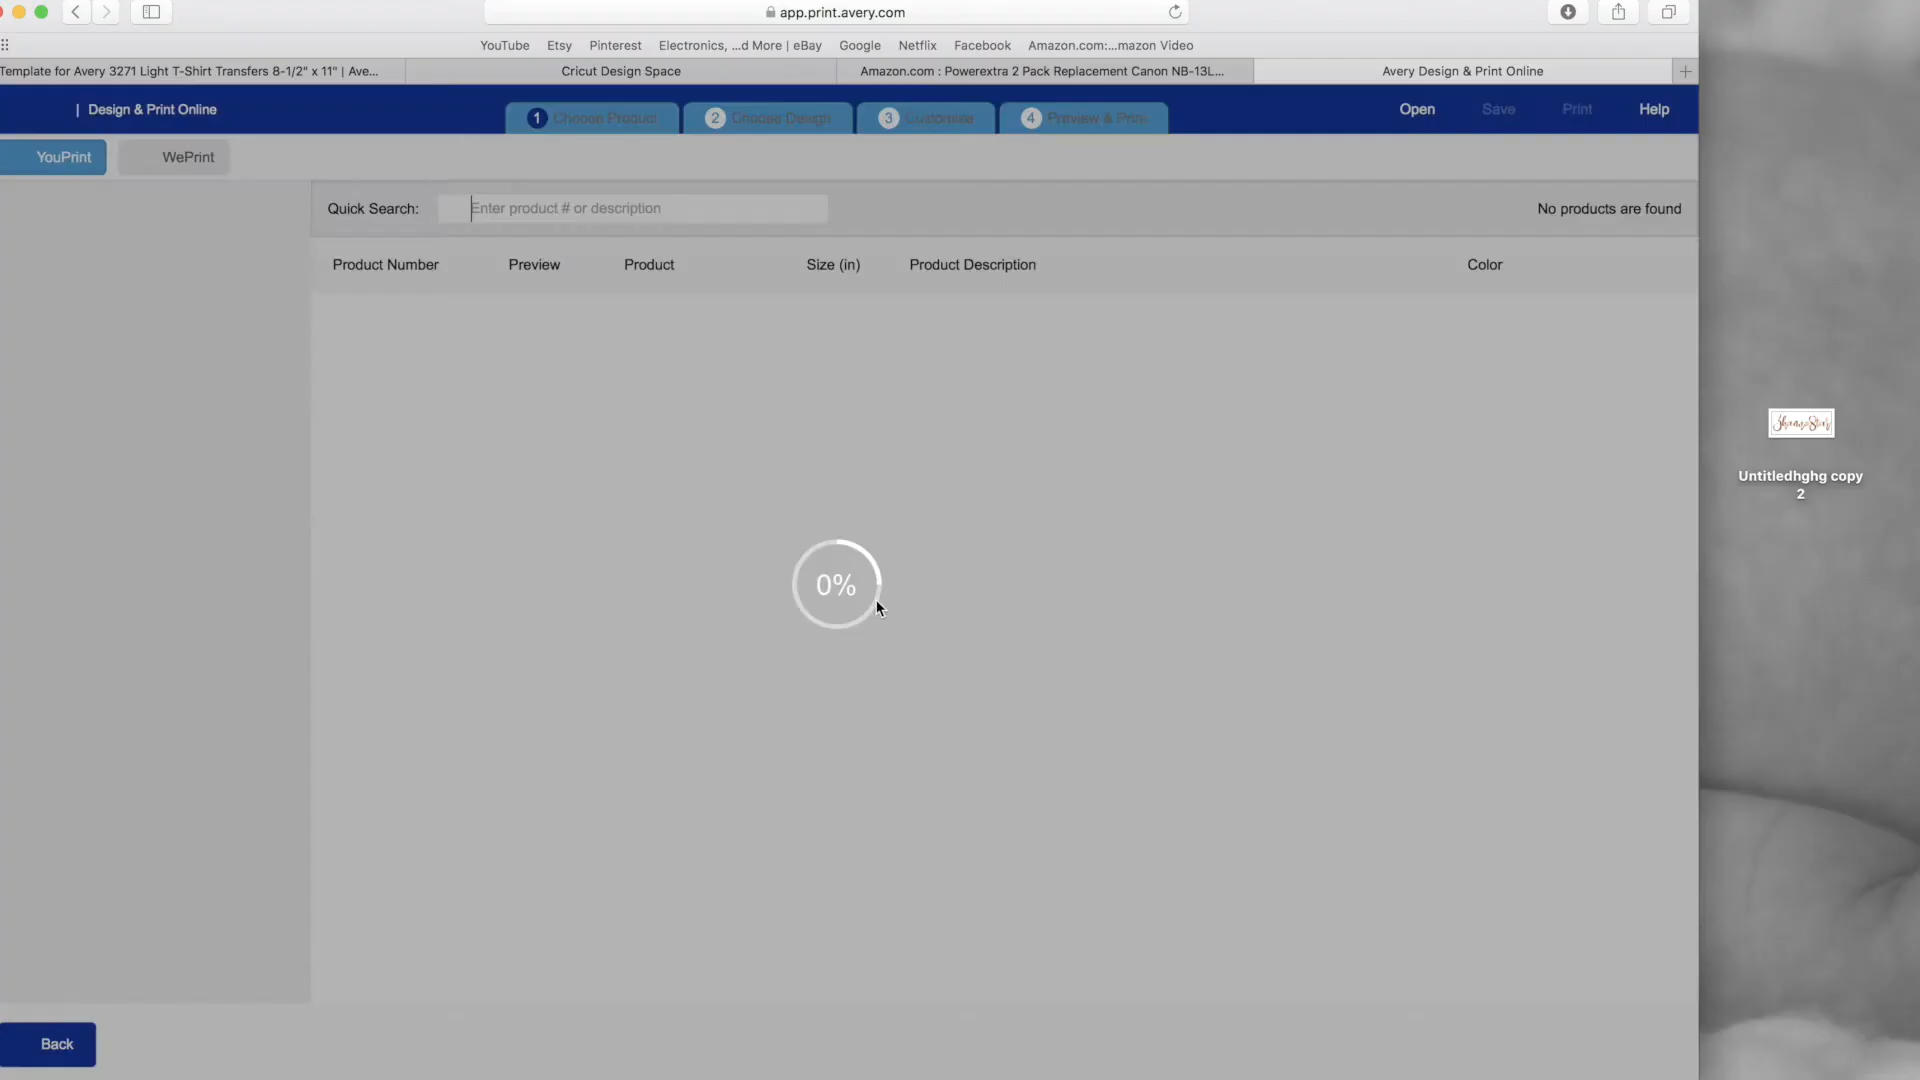 app.print.avery.com
YouTube Etsy Pinterest Electronics, ...d More | eBay Google Netflix Facebook Amazon.com:...mazon Video
Template for Avery 3271 Light T-Shirt Transfers 8-1/2" x 11" | Ave... Cricut Design Space Amazon.com : Powerextra 2 Pack Replacement Canon NB-13L... Avery Design & Print Online
| Design & Print Online 1 Choose Product 2 Choose Design 3 Customize 4 Preview & Print Open Save Print Help
YouPrint WePrint
Quick Search: Enter product # or description No products are found
Product Number Preview Product Size (in) Product Description Color
0%
ShannaStar
Untitledhghg copy
2
Back